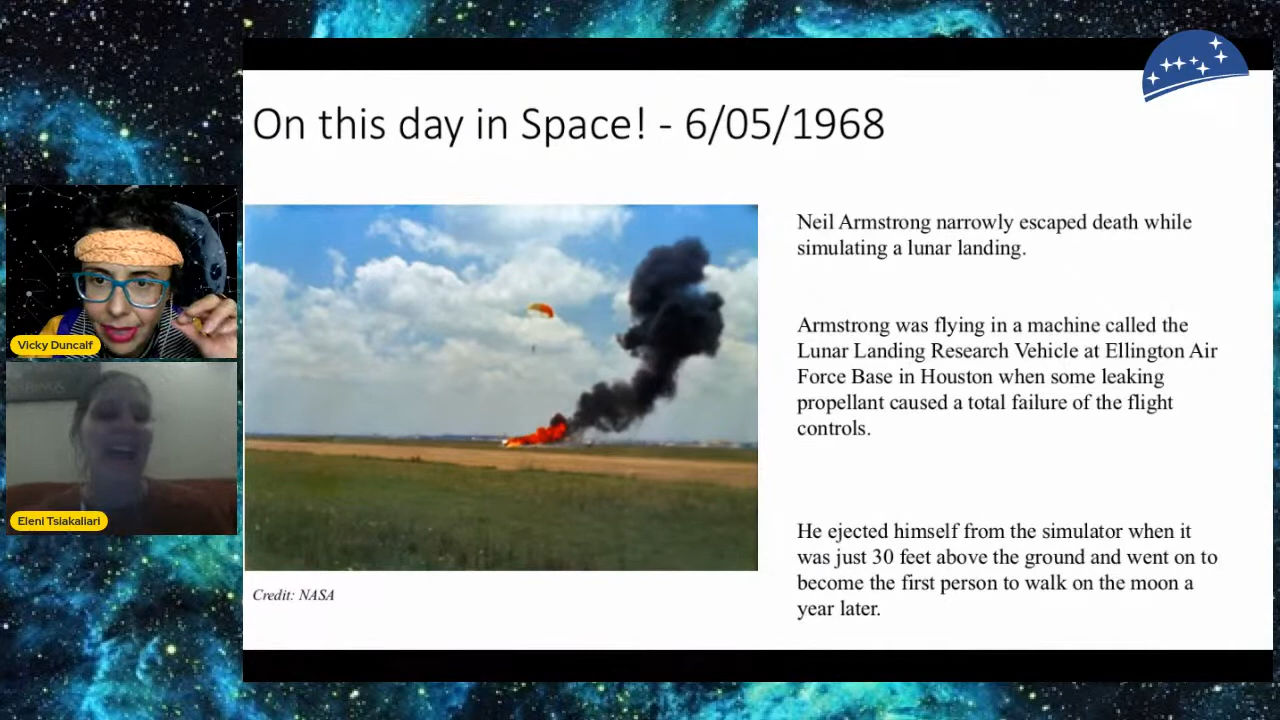 On this day in Space! - 6/05/1968
Neil Armstrong narrowly escaped death while
simulating a lunar landing.
Armstrong was flying in a machine called the
Lunar Landing Research Vehicle at Ellington Air
Force Base in Houston when some leaking
propellant caused a total failure of the flight
controls.
He ejected himself from the simulator when it
was just 30 feet above the ground and went on to
become the first person to walk on the moon a
year later.
Credit: NASA
Vicky Duncalf
Eleni Tsiakaliari